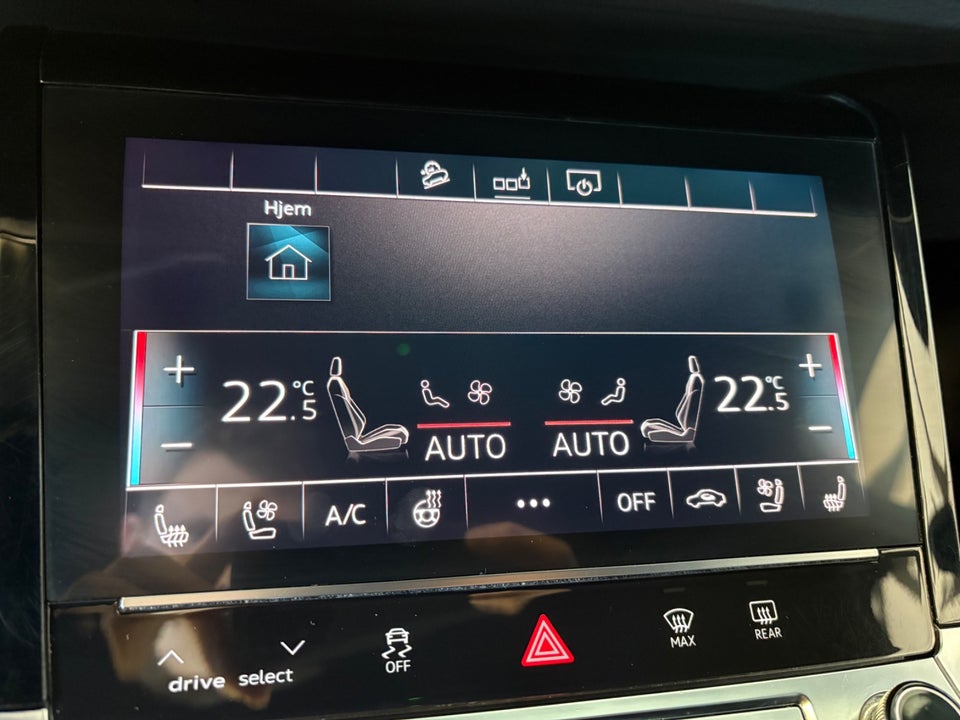 Hjem
22.5 °C
22.5 °C
AUTO
AUTO
A/C
•••
OFF
drive select
OFF
MAX
REAR